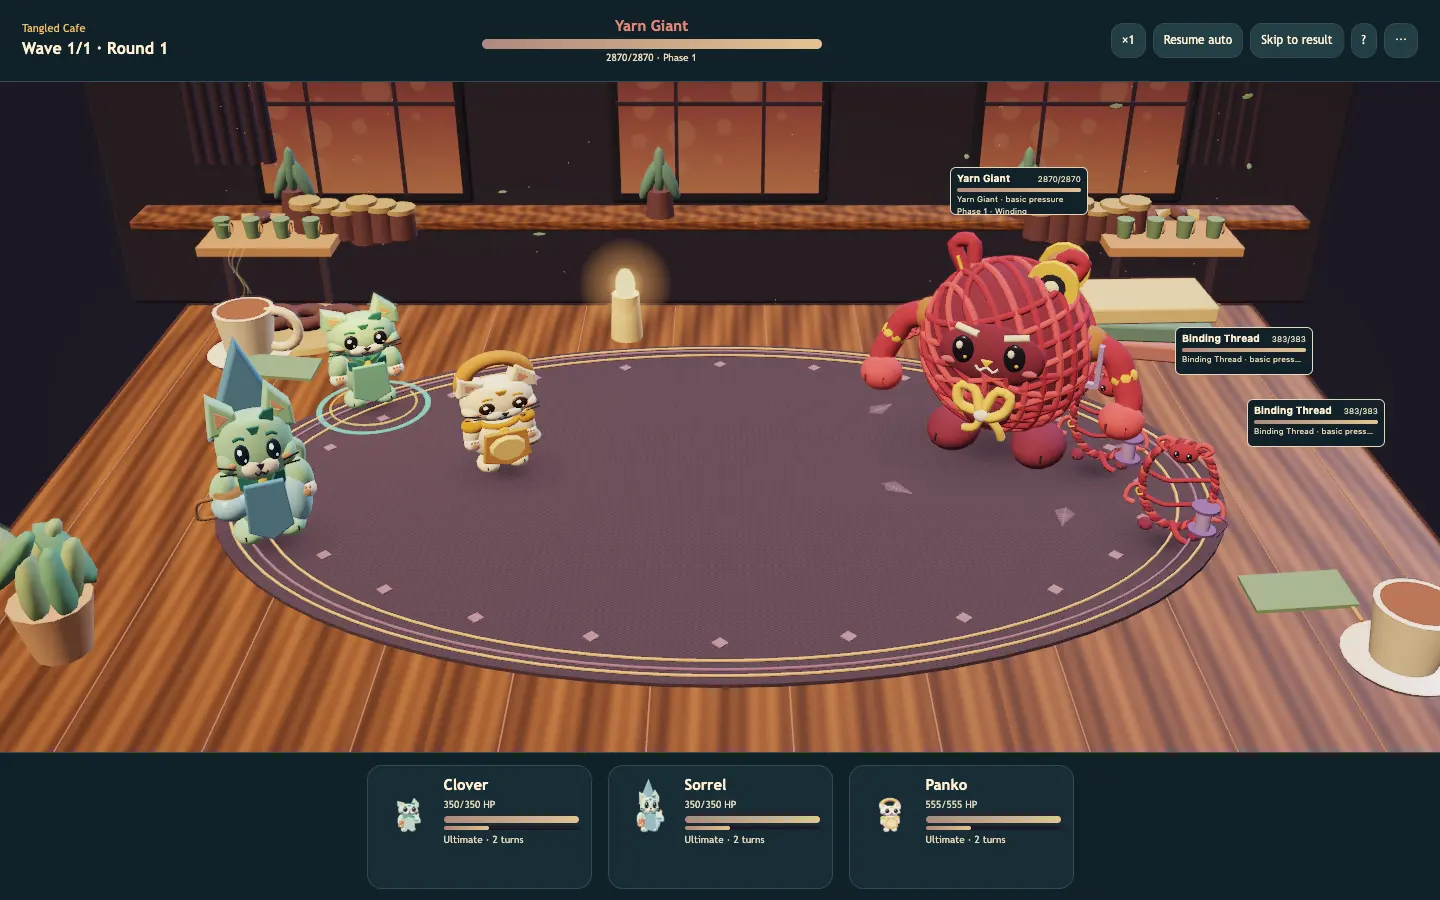 Tangled Cafe
Wave 1/1 · Round 1
Yarn Giant
2870/2870 · Phase 1
×1
Resume auto
Skip to result
?
···
Yarn Giant 2870/2870
Yarn Giant · basic pressure
Phase 1 · Winding
Binding Thread 383/383
Binding Thread · basic press...
Binding Thread 383/383
Binding Thread · basic press...
Clover
350/350 HP
Ultimate · 2 turns
Sorrel
350/350 HP
Ultimate · 2 turns
Panko
555/555 HP
Ultimate · 2 turns